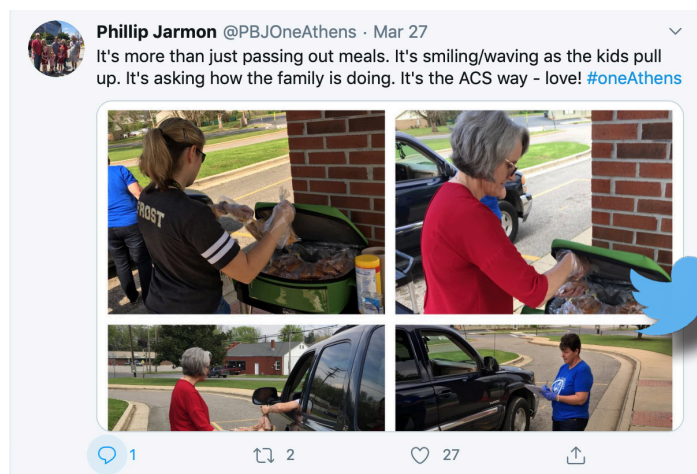 Phillip Jarmon @PBJOneAthens · Mar 27
It's more than just passing out meals. It's smiling/waving as the kids pull
up. It's asking how the family is doing. It's the ACS way - love! #oneAthens
FROST
1 2 27